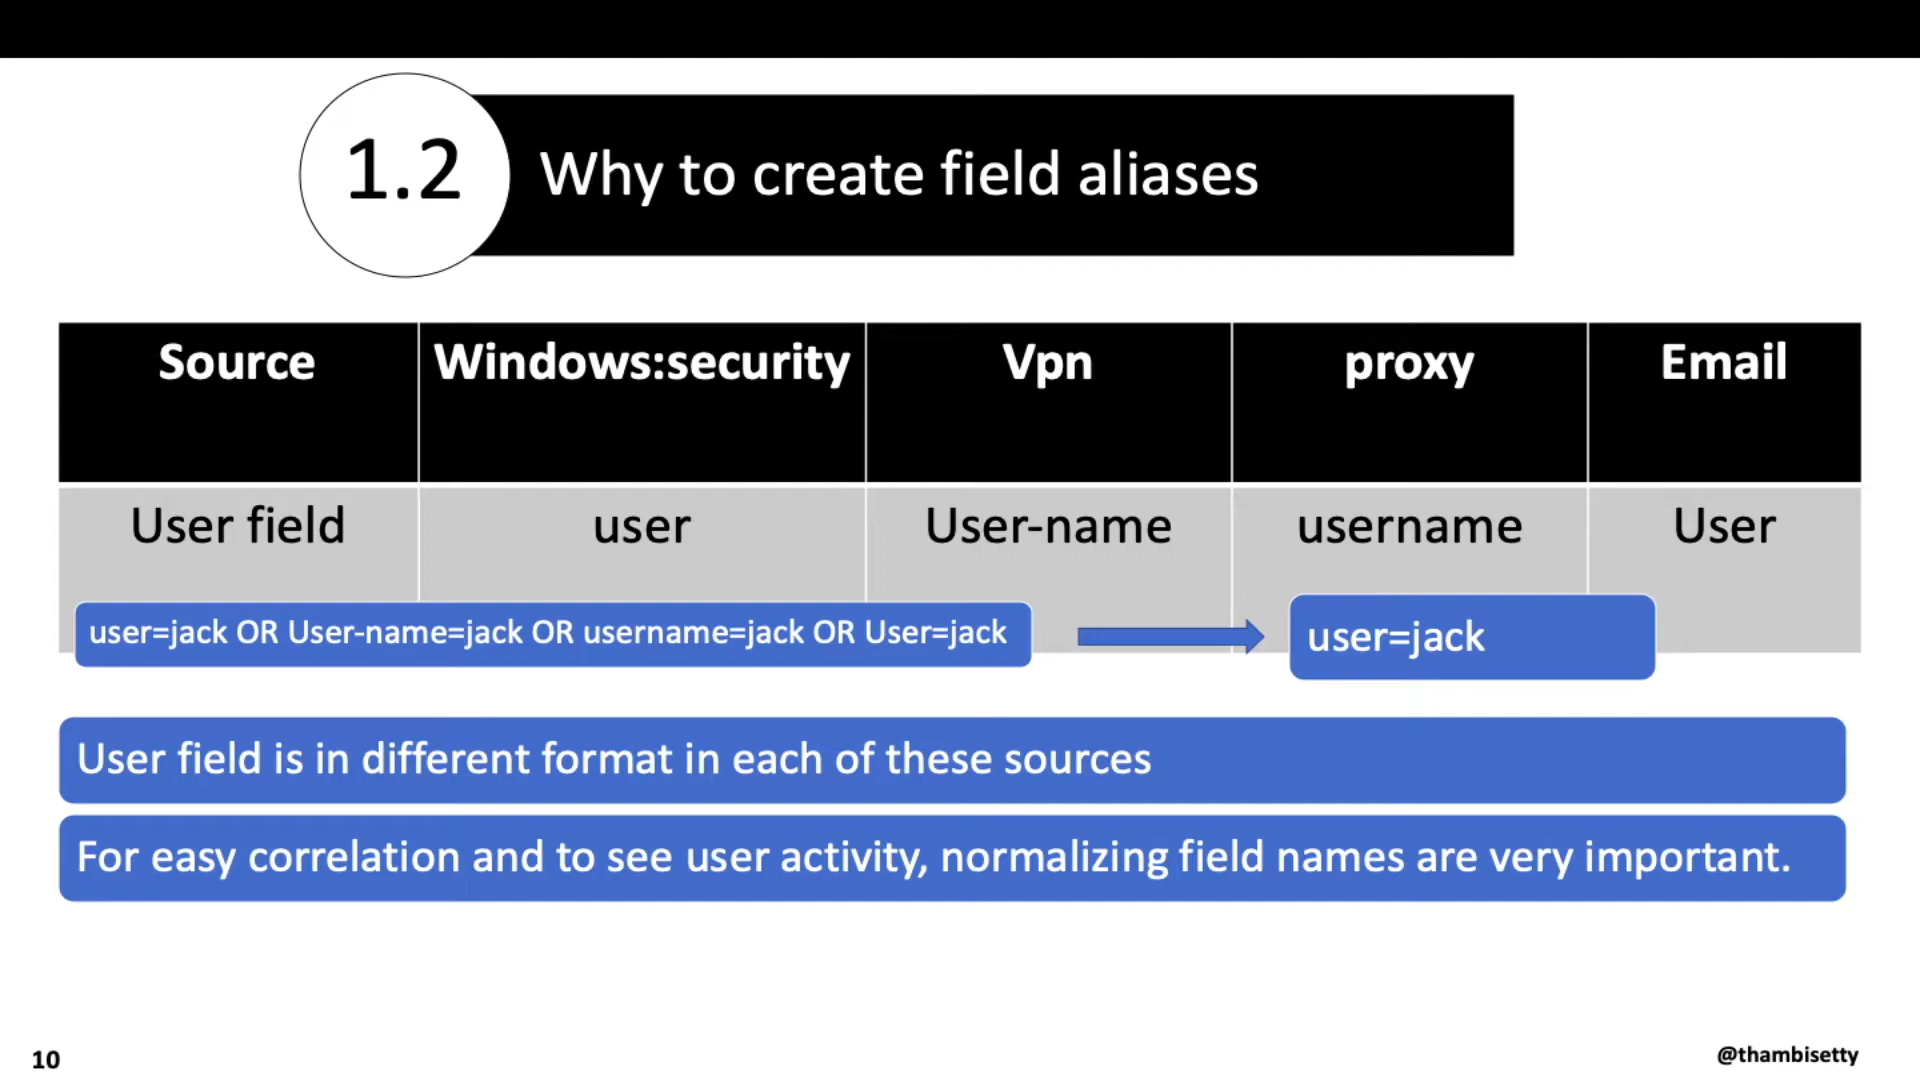 1.2
Why to create field aliases
Source Windows:security Vpn proxy Email
User field user User-name username User
user=jack OR User-name=jack OR username=jack OR User=jack
user=jack
User field is in different format in each of these sources
For easy correlation and to see user activity, normalizing field names are very important.
10
@thambisetty